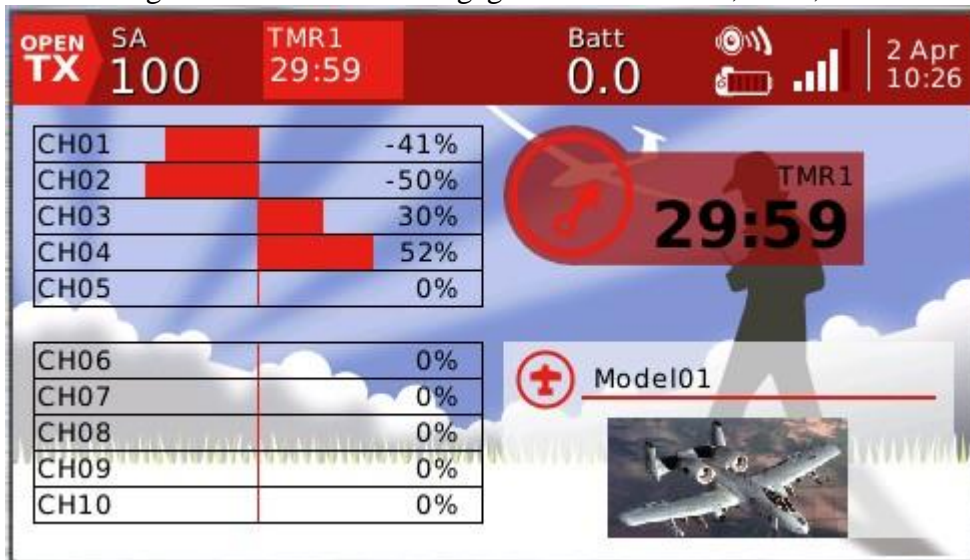 OPEN TX
SA
100
TMR1
29:59
Batt
0.0
2 Apr
10:26
CH01 -41%
CH02 -50%
CH03 30%
CH04 52%
CH05 0%
CH06 0%
CH07 0%
CH08 0%
CH09 0%
CH10 0%
TMR1
29:59
Model01